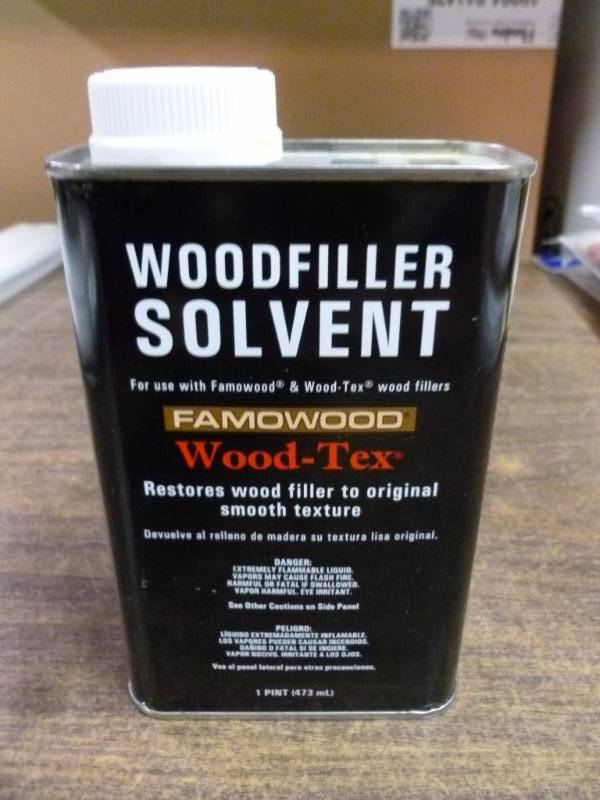 WOODFILLER
SOLVENT
For use with Famowood® & Wood-Tex® wood fillers
FAMOWOOD®
Wood-Tex®
Restores wood filler to original
smooth texture
Devuelve al relleno de madera su textura lisa original.
DANGER:
EXTREMELY FLAMMABLE LIQUID.
VAPORS MAY CAUSE FLASH FIRE.
HARMFUL OR FATAL IF SWALLOWED.
VAPOR HARMFUL. EYE IRRITANT.
See Other Cautions on Side Panel
PELIGRO:
LÍQUIDO EXTREMADAMENTE INFLAMABLE.
LOS VAPORES PUEDEN CAUSAR INCENDIOS.
DAÑINO O FATAL SI SE INGIERE.
VAPOR NOCIVO. IRRITANTE A LOS OJOS.
Vea el panel lateral para otras precauciones.
1 PINT (473 mL)